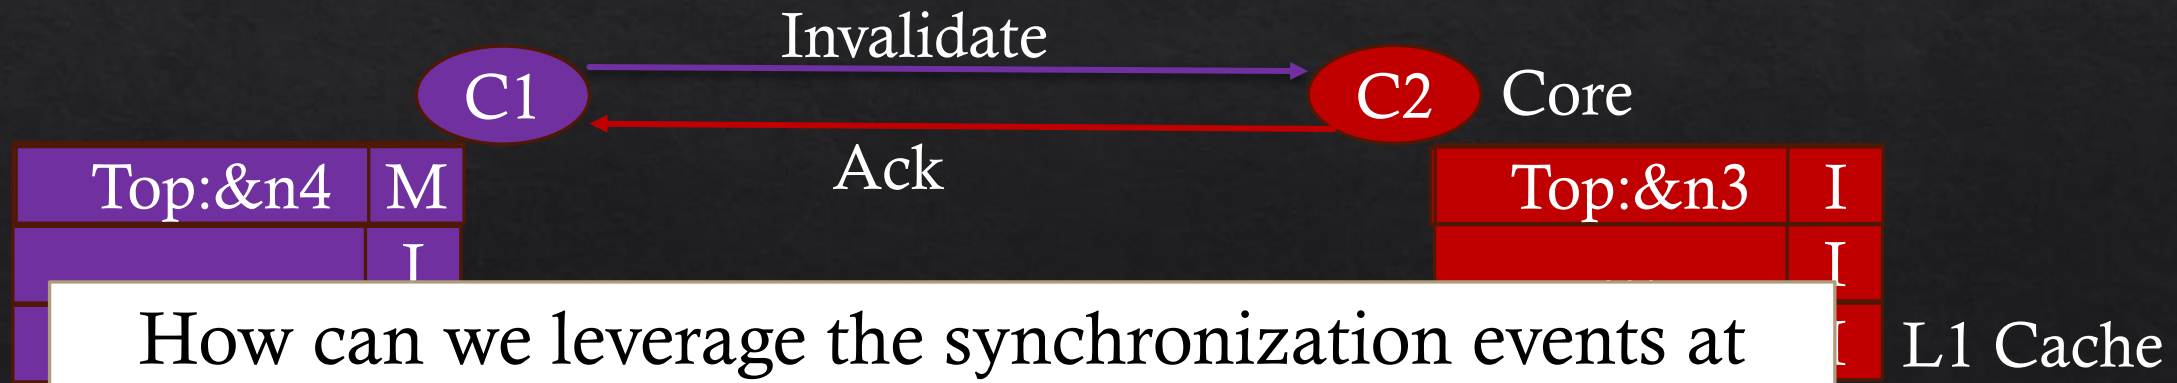 Invalidate
C1
C2
Core
Ack
Top:&n4 M
Top:&n3 I
I
I
I
L1 Cache
How can we leverage the synchronization events at